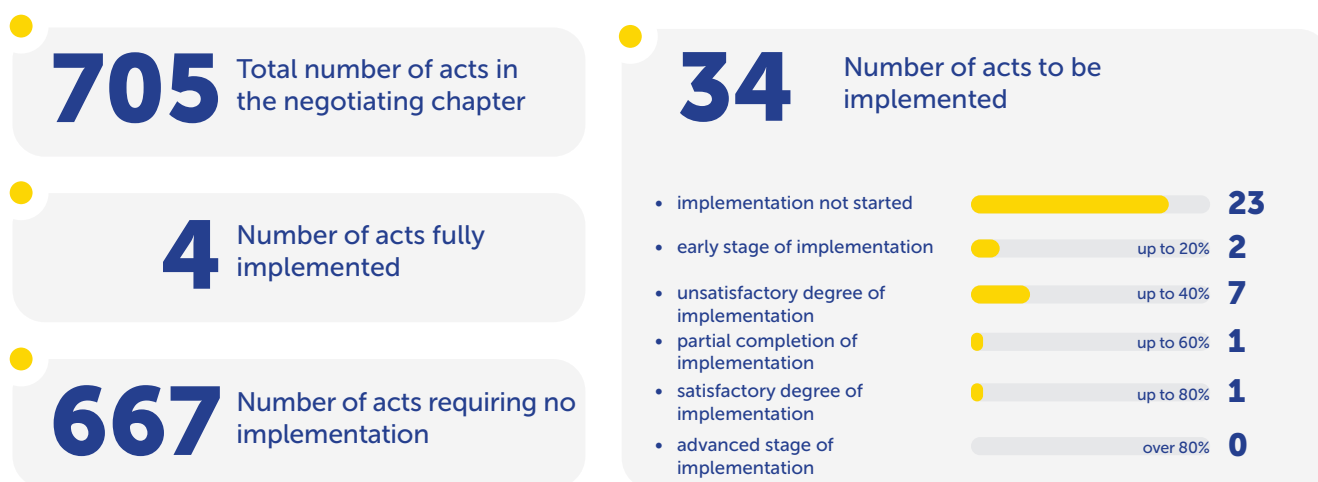 705
Total number of acts in
the negotiating chapter
4
Number of acts fully
implemented
667
Number of acts requiring no
implementation
34
Number of acts to be
implemented
• implementation not started 23
• early stage of implementation up to 20% 2
• unsatisfactory degree of
implementation up to 40% 7
• partial completion of
implementation up to 60% 1
• satisfactory degree of
implementation up to 80% 1
• advanced stage of
implementation over 80% 0